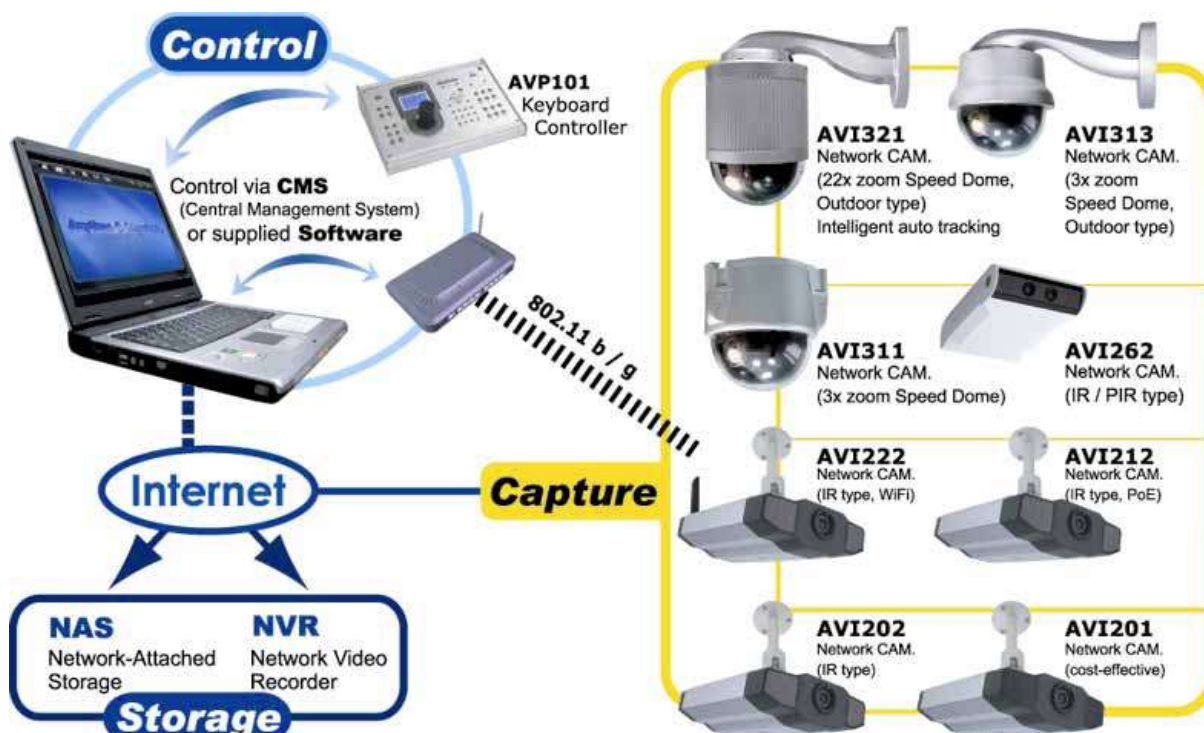 Control
AVP101
Keyboard
Controller
Control via CMS
(Central Management System)
or supplied Software
802.11 b / g
Internet
NAS
Network-Attached
Storage
NVR
Network Video
Recorder
Storage
Capture
AVI321
Network CAM.
(22x zoom Speed Dome,
Outdoor type)
Intelligent auto tracking
AVI313
Network CAM.
(3x zoom
Speed Dome,
Outdoor type)
AVI311
Network CAM.
(3x zoom Speed Dome)
AVI262
Network CAM.
(IR / PIR type)
AVI222
Network CAM.
(IR type, WiFi)
AVI212
Network CAM.
(IR type, PoE)
AVI202
Network CAM.
(IR type)
AVI201
Network CAM.
(cost-effective)